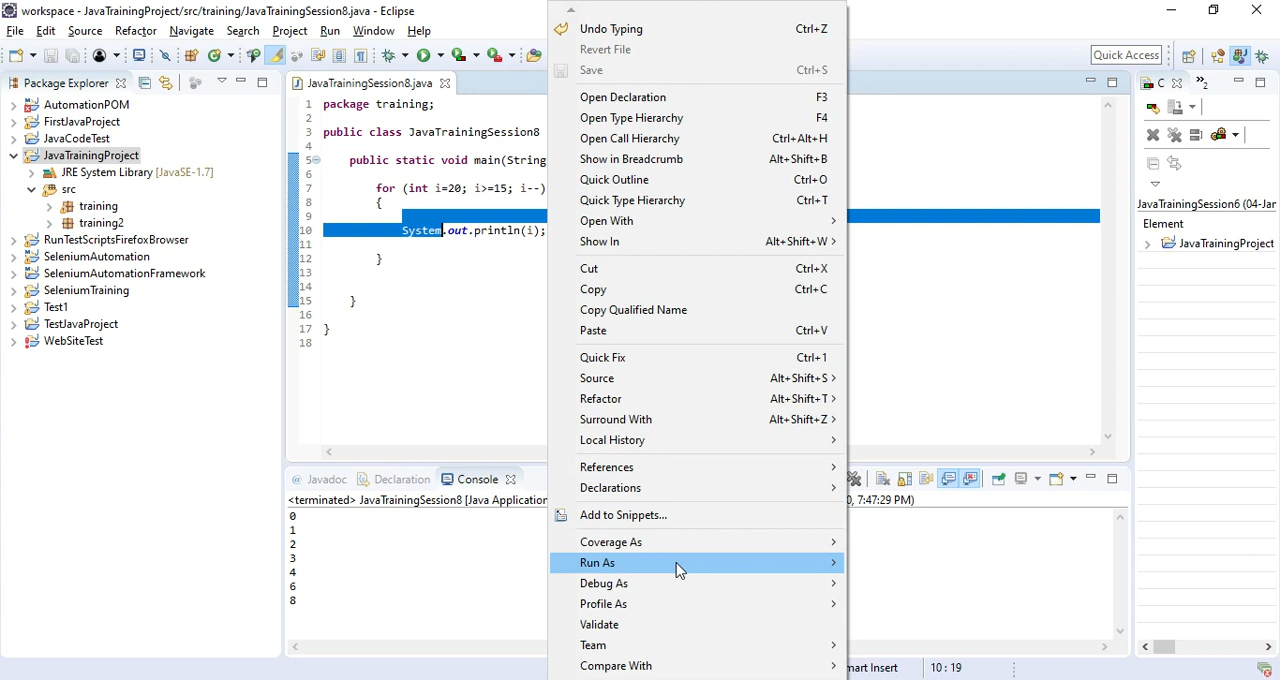 workspace - JavaTrainingProject/src/training/JavaTrainingSession8.java - Eclipse
File Edit Source Refactor Navigate Search Project Run Window Help
Quick Access
Package Explorer
AutomationPOM
FirstJavaProject
JavaCodeTest
JavaTrainingProject
JRE System Library [JavaSE-1.7]
src
training
training2
RunTestScriptsFirefoxBrowser
SeleniumAutomation
SeleniumAutomationFramework
SeleniumTraining
Test1
TestJavaProject
WebSiteTest
JavaTrainingSession8.java
1 package training;
2
3 public class JavaTrainingSession8
4
5 public static void main(String
6
7 for (int i=20; i>=15; i--)
8 {
9
10 System.out.println(i);
11
12 }
13
14
15 }
16
17 }
18
Undo Typing Ctrl+Z
Revert File
Save Ctrl+S
Open Declaration F3
Open Type Hierarchy F4
Open Call Hierarchy Ctrl+Alt+H
Show in Breadcrumb Alt+Shift+B
Quick Outline Ctrl+O
Quick Type Hierarchy Ctrl+T
Open With
Show In Alt+Shift+W
Cut Ctrl+X
Copy Ctrl+C
Copy Qualified Name
Paste Ctrl+V
Quick Fix Ctrl+1
Source Alt+Shift+S
Refactor Alt+Shift+T
Surround With Alt+Shift+Z
Local History
References
Declarations
Add to Snippets...
Coverage As
Run As
Debug As
Profile As
Validate
Team
Compare With
C 2
JavaTrainingSession6 (04-Jar
Element
JavaTrainingProject
Javadoc Declaration Console
<terminated> JavaTrainingSession8 [Java Application
0, 7:47:29 PM)
0
1
2
3
4
6
8
mart Insert 10 : 19